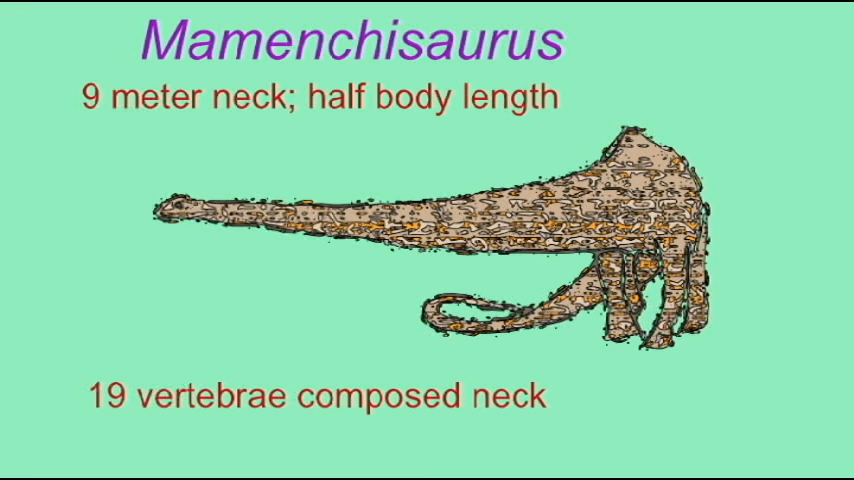 Mamenchisaurus
9 meter neck; half body length
19 vertebrae composed neck